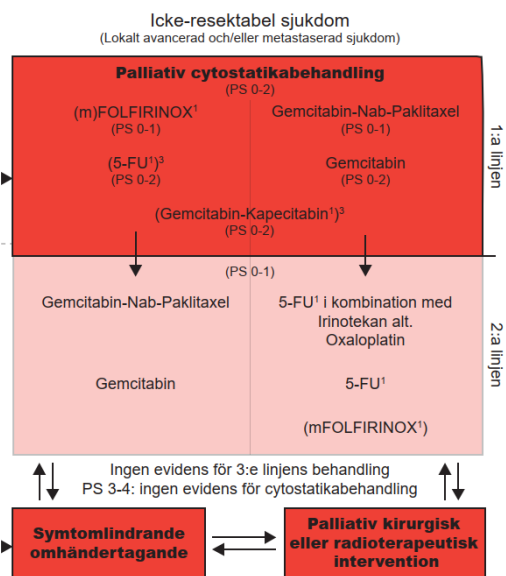 Icke-resektabel sjukdom
(Lokalt avancerad och/eller metastaserad sjukdom)
Palliativ cytostatikabehandling
(PS 0-2)
(m)FOLFIRINOX¹
(PS 0-1)
Gemcitabin-Nab-Paklitaxel
(PS 0-1)
(5-FU¹)³
(PS 0-2)
Gemcitabin
(PS 0-2)
(Gemcitabin-Kapecitabin¹)³
(PS 0-2)
1:a linjen
(PS 0-1)
Gemcitabin-Nab-Paklitaxel
5-FU¹ i kombination med
Irinotekan alt.
Oxaloplatin
Gemcitabin
5-FU¹
(mFOLFIRINOX¹)
2:a linjen
Ingen evidens för 3:e linjens behandling
PS 3-4: ingen evidens för cytostatikabehandling
Symtomlindrande
omhändertagande
Palliativ kirurgisk
eller radioterapeutisk
intervention